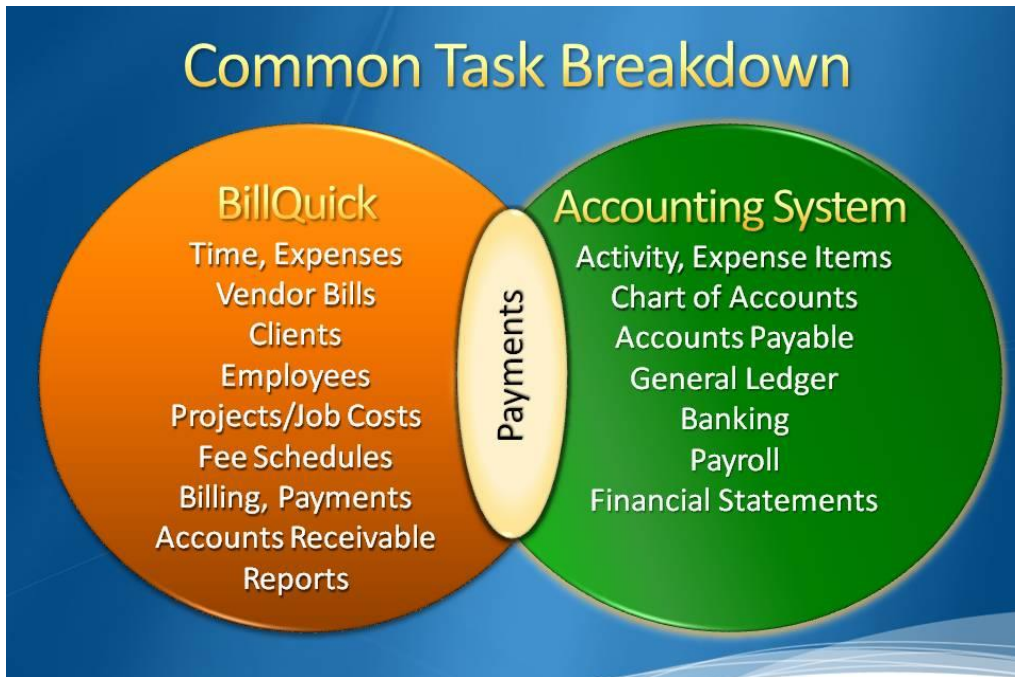 Common Task Breakdown
BillQuick
Time, Expenses
Vendor Bills
Clients
Employees
Projects/Job Costs
Fee Schedules
Billing, Payments
Accounts Receivable
Reports
Payments
Accounting System
Activity, Expense Items
Chart of Accounts
Accounts Payable
General Ledger
Banking
Payroll
Financial Statements